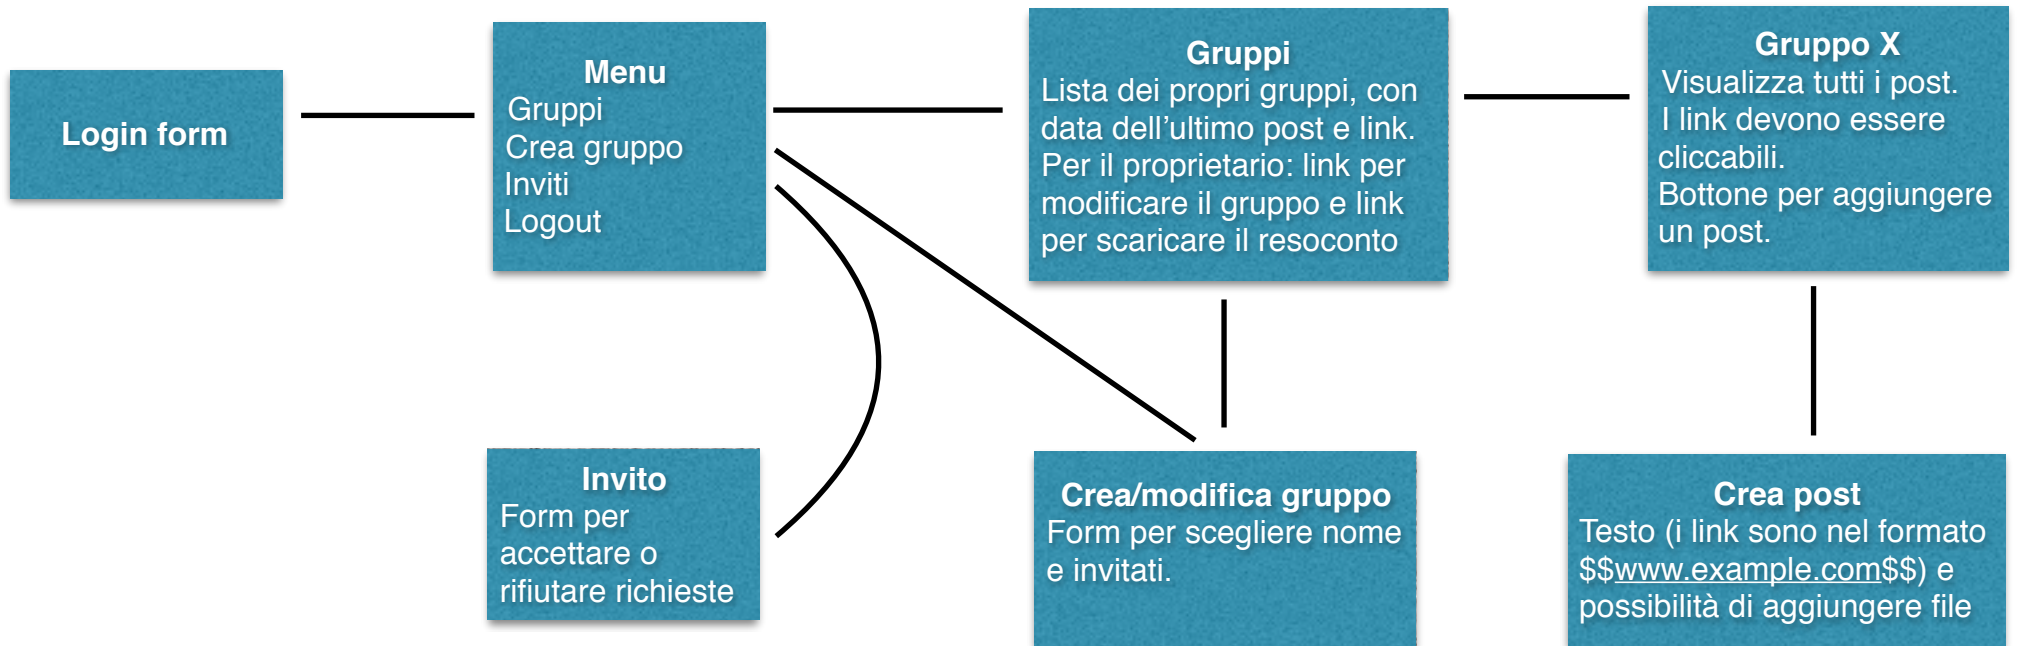 Login form
Menu
Gruppi
Crea gruppo
Inviti
Logout
Gruppi
Lista dei propri gruppi, con
data dell’ultimo post e link.
Per il proprietario: link per
modificare il gruppo e link
per scaricare il resoconto
Gruppo X
Visualizza tutti i post.
I link devono essere
cliccabili.
Bottone per aggiungere
un post.
Invito
Form per
accettare o
rifiutare richieste
Crea/modifica gruppo
Form per scegliere nome
e invitati.
Crea post
Testo (i link sono nel formato
$$www.example.com$$) e
possibilità di aggiungere file